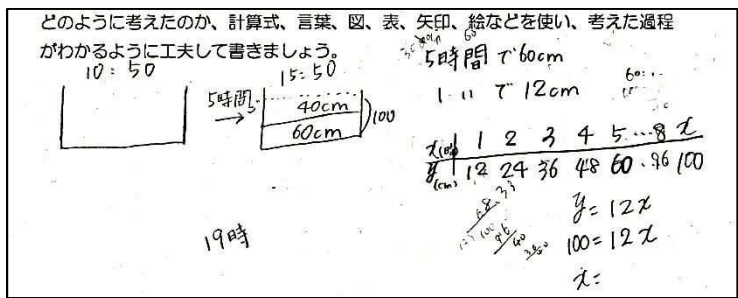 どのように考えたのか、計算式、言葉、図、表、矢印、絵などを使い、考えた過程
がわかるように工夫して書きましょう。
10:50
5時間
15:50
40cm
60cm
100
19時
5時間で60cm
1 〃 で12cm
x(時) 1 2 3 4 5…8 x
y(cm) 12 24 36 48 60 . 96 100
y=12x
100=12x
x=